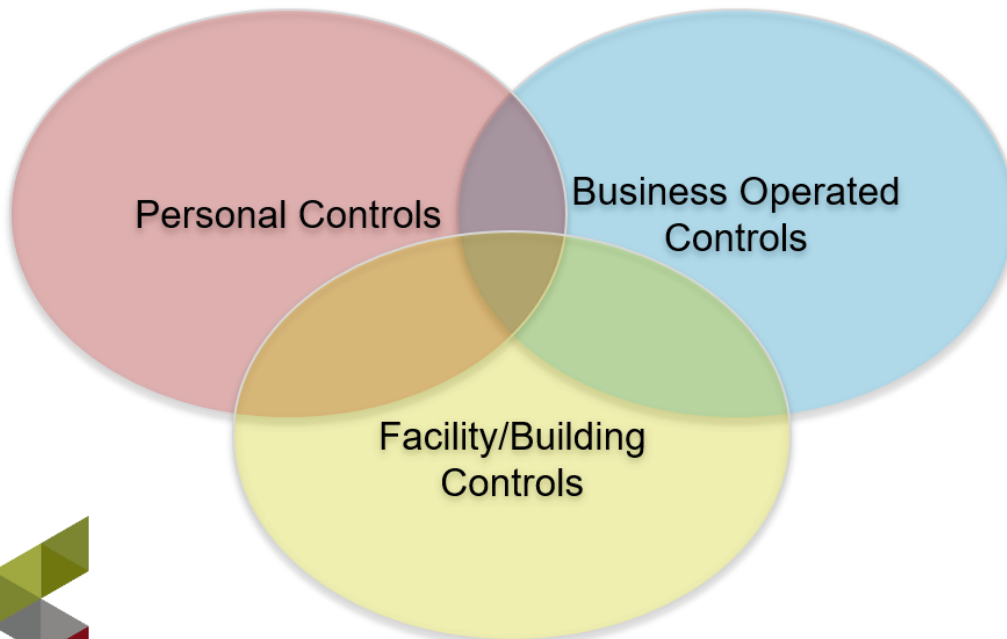 Personal Controls
Business Operated
Controls
Facility/Building
Controls